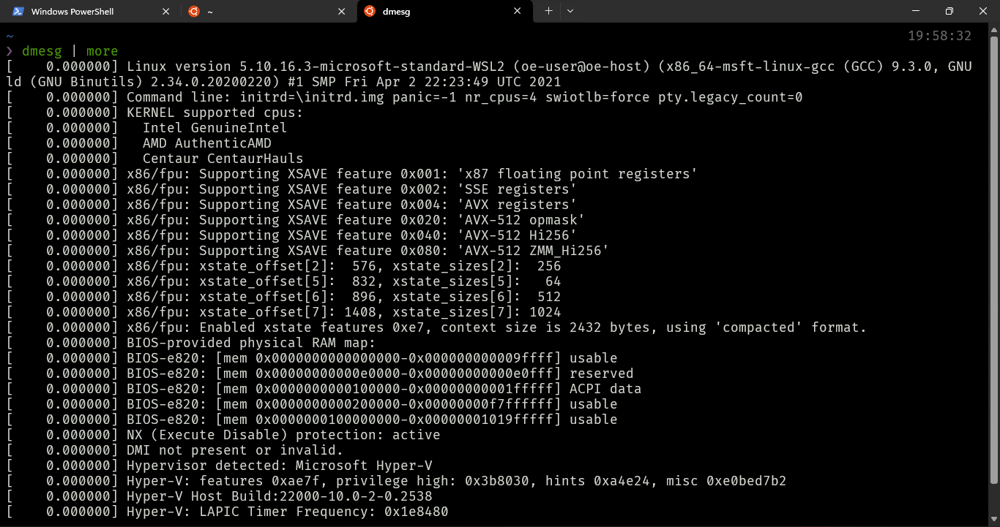 Windows PowerShell
~
dmesg
~
19:58:32
❯ dmesg | more
[    0.000000] Linux version 5.10.16.3-microsoft-standard-WSL2 (oe-user@oe-host) (x86_64-msft-linux-gcc (GCC) 9.3.0, GNU
ld (GNU Binutils) 2.34.0.20200220) #1 SMP Fri Apr 2 22:23:49 UTC 2021
[    0.000000] Command line: initrd=\initrd.img panic=-1 nr_cpus=4 swiotlb=force pty.legacy_count=0
[    0.000000] KERNEL supported cpus:
[    0.000000]   Intel GenuineIntel
[    0.000000]   AMD AuthenticAMD
[    0.000000]   Centaur CentaurHauls
[    0.000000] x86/fpu: Supporting XSAVE feature 0x001: 'x87 floating point registers'
[    0.000000] x86/fpu: Supporting XSAVE feature 0x002: 'SSE registers'
[    0.000000] x86/fpu: Supporting XSAVE feature 0x004: 'AVX registers'
[    0.000000] x86/fpu: Supporting XSAVE feature 0x020: 'AVX-512 opmask'
[    0.000000] x86/fpu: Supporting XSAVE feature 0x040: 'AVX-512 Hi256'
[    0.000000] x86/fpu: Supporting XSAVE feature 0x080: 'AVX-512 ZMM_Hi256'
[    0.000000] x86/fpu: xstate_offset[2]:  576, xstate_sizes[2]:  256
[    0.000000] x86/fpu: xstate_offset[5]:  832, xstate_sizes[5]:   64
[    0.000000] x86/fpu: xstate_offset[6]:  896, xstate_sizes[6]:  512
[    0.000000] x86/fpu: xstate_offset[7]: 1408, xstate_sizes[7]: 1024
[    0.000000] x86/fpu: Enabled xstate features 0xe7, context size is 2432 bytes, using 'compacted' format.
[    0.000000] BIOS-provided physical RAM map:
[    0.000000] BIOS-e820: [mem 0x0000000000000000-0x000000000009ffff] usable
[    0.000000] BIOS-e820: [mem 0x00000000000e0000-0x00000000000e0fff] reserved
[    0.000000] BIOS-e820: [mem 0x0000000000100000-0x00000000001fffff] ACPI data
[    0.000000] BIOS-e820: [mem 0x0000000000200000-0x00000000f7ffffff] usable
[    0.000000] BIOS-e820: [mem 0x0000000100000000-0x00000001019fffff] usable
[    0.000000] NX (Execute Disable) protection: active
[    0.000000] DMI not present or invalid.
[    0.000000] Hypervisor detected: Microsoft Hyper-V
[    0.000000] Hyper-V: features 0xae7f, privilege high: 0x3b8030, hints 0xa4e24, misc 0xe0bed7b2
[    0.000000] Hyper-V Host Build:22000-10.0-2-0.2538
[    0.000000] Hyper-V: LAPIC Timer Frequency: 0x1e8480